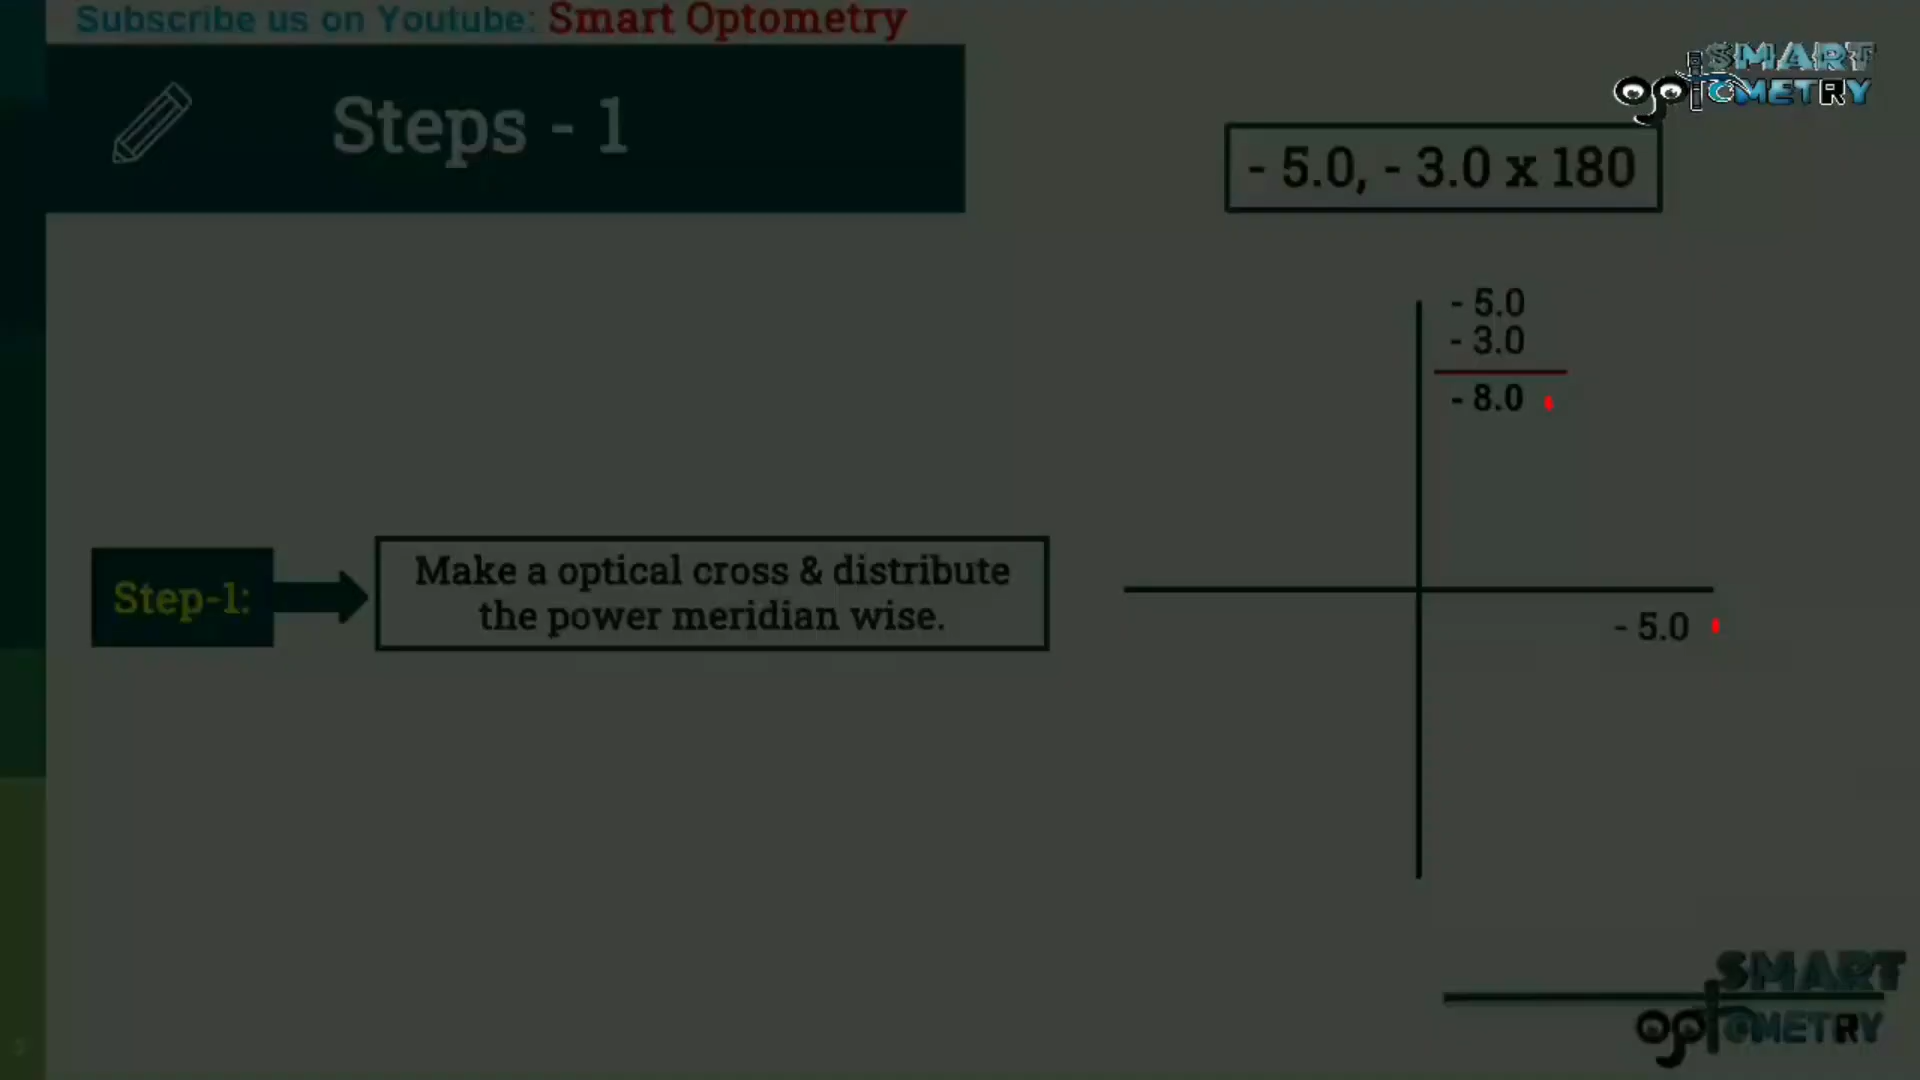 Subscribe us on Youtube: Smart Optometry
SMART
optOMETRY
Steps - 1
- 5.0, - 3.0 x 180
- 5.0
- 3.0
- 8.0
Step-1:
Make a optical cross & distribute
the power meridian wise.
- 5.0
SMART
optOMETRY